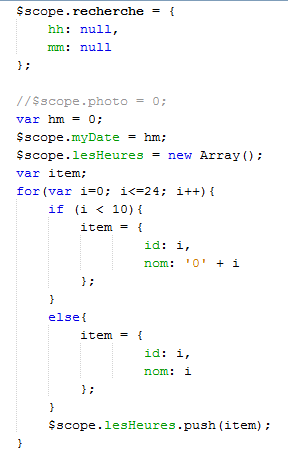 $scope.recherche = {
    hh: null,
    mm: null
};

//$scope.photo = 0;
var hm = 0;
$scope.myDate = hm;
$scope.lesHeures = new Array();
var item;
for(var i=0; i<=24; i++){
    if (i < 10){
        item = {
                id: i,
                nom: '0' + i
        };
    }
    else{
        item = {
                id: i,
                nom: i
        };
    }
    $scope.lesHeures.push(item);
}